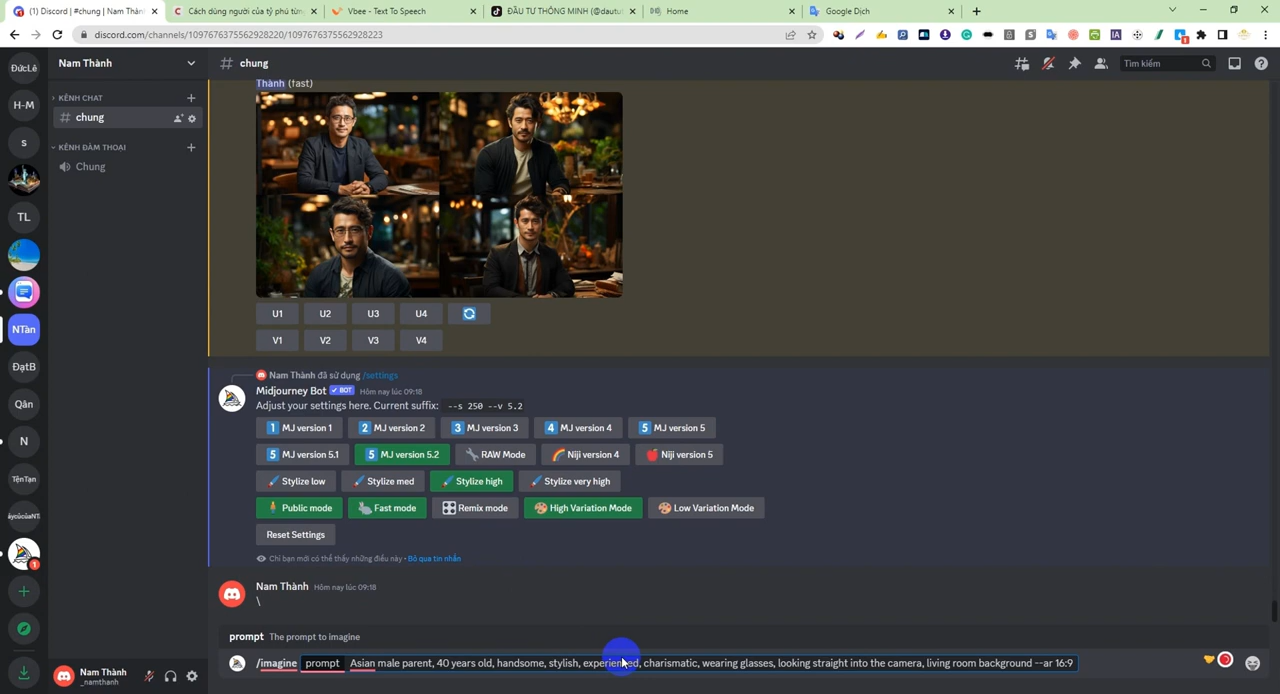 (1) Discord | #chung | Nam Thàn
Cách dùng người của tỷ phú từn
Vbee - Text To Speech
ĐẦU TƯ THÔNG MINH (@dautu
Home
Google Dịch
discord.com/channels/1097676375562928220/1097676375562928223
ĐứcLê
Nam Thành
chung
Tìm kiếm
H-M
KÊNH CHAT
chung
S
KÊNH ĐÀM THOẠI
Chung
TL
NTàn
ĐạtB
Qân
N
TệnTạn
Thành (fast)
U1 U2 U3 U4
V1 V2 V3 V4
Nam Thành đã sử dụng /settings
Midjourney Bot BOT Hôm nay lúc 09:18
Adjust your settings here. Current suffix: --s 250 --v 5.2
1 MJ version 1 2 MJ version 2 3 MJ version 3 4 MJ version 4 5 MJ version 5
5 MJ version 5.1 5 MJ version 5.2 RAW Mode Niji version 4 Niji version 5
Stylize low Stylize med Stylize high Stylize very high
Public mode Fast mode Remix mode High Variation Mode Low Variation Mode
Reset Settings
Chỉ bạn mới có thể thấy những điều này • Bỏ qua tin nhắn
Nam Thành Hôm nay lúc 09:18
\
prompt The prompt to imagine
/imagine prompt Asian male parent, 40 years old, handsome, stylish, experienced, charismatic, wearing glasses, looking straight into the camera, living room background --ar 16:9
Nam Thành
_namthanh